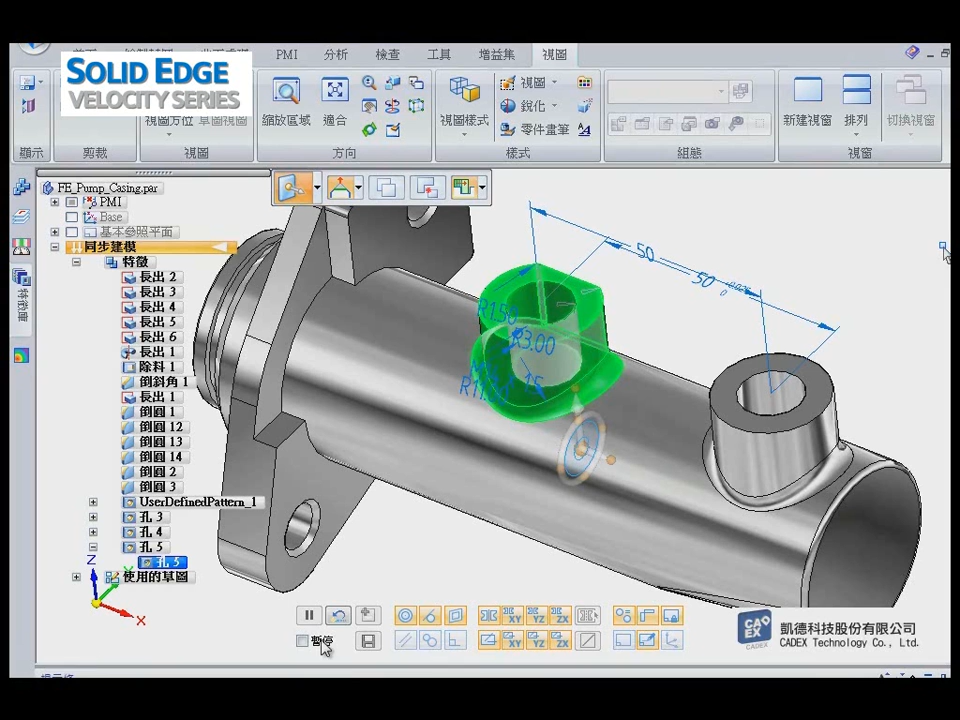 SOLID EDGE
VELOCITY SERIES
PMI 分析 檢查 工具 增益集 視圖
縮放區域 適合 視圖樣式 視圖 銳化 零件畫筆 新建視窗 排列 切換視窗
視圖方位 草圖視圖
顯示 剪裁 視圖 方向 樣式 組態 視窗
FE_Pump_Casing.par
PMI
Base
基本參照平面
同步建模
特徵
長出 2
長出 3
長出 4
長出 5
長出 6
長出 1
除料 1
倒斜角 1
長出 1
倒圓 1
倒圓 12
倒圓 13
倒圓 14
倒圓 2
倒圓 3
UserDefinedPattern_1
孔 3
孔 4
孔 5
孔 5
使用的草圖
特徵庫
50
50
R1.50
R3.00
15
Z
Y
X
XY YZ ZX
暫停
XY YZ ZX
CADEX
凱德科技股份有限公司
CADEX Technology Co., Ltd.